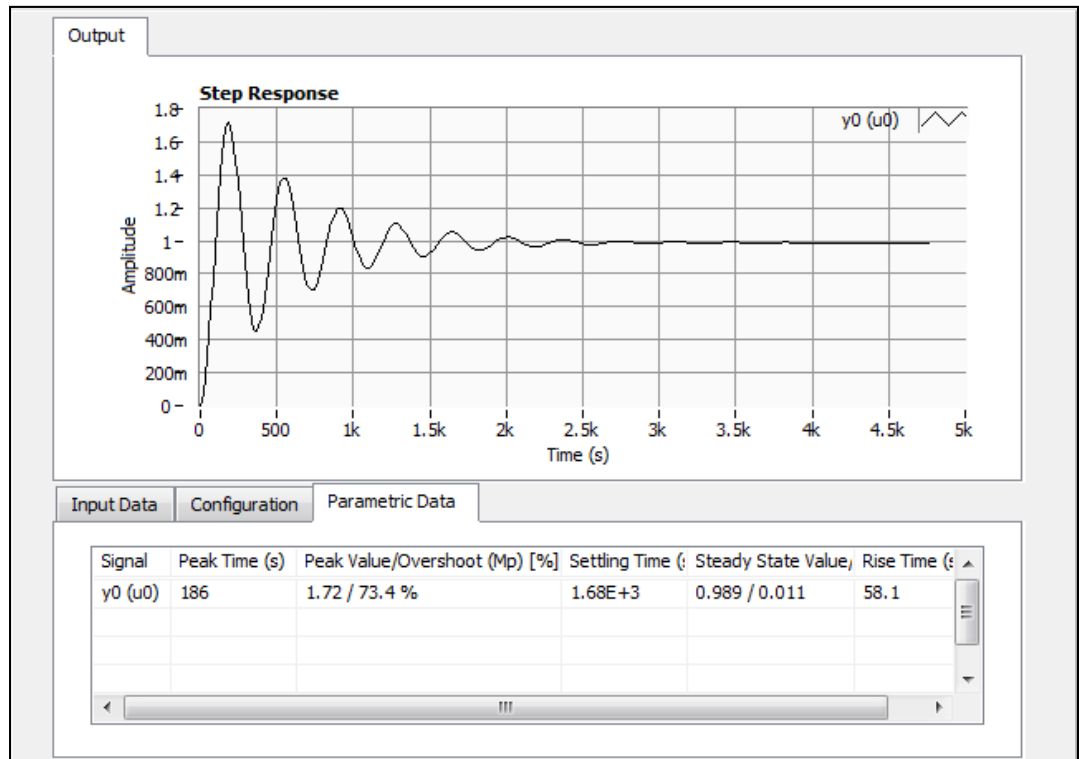 Output
Step Response
y0 (u0)
Amplitude
1.8
1.6
1.4
1.2
1
800m
600m
400m
200m
0
0 500 1k 1.5k 2k 2.5k 3k 3.5k 4k 4.5k 5k
Time (s)
Input Data Configuration Parametric Data
Signal Peak Time (s) Peak Value/Overshoot (Mp) [%] Settling Time (s Steady State Value/ Rise Time (s
y0 (u0) 186 1.72 / 73.4 % 1.68E+3 0.989 / 0.011 58.1